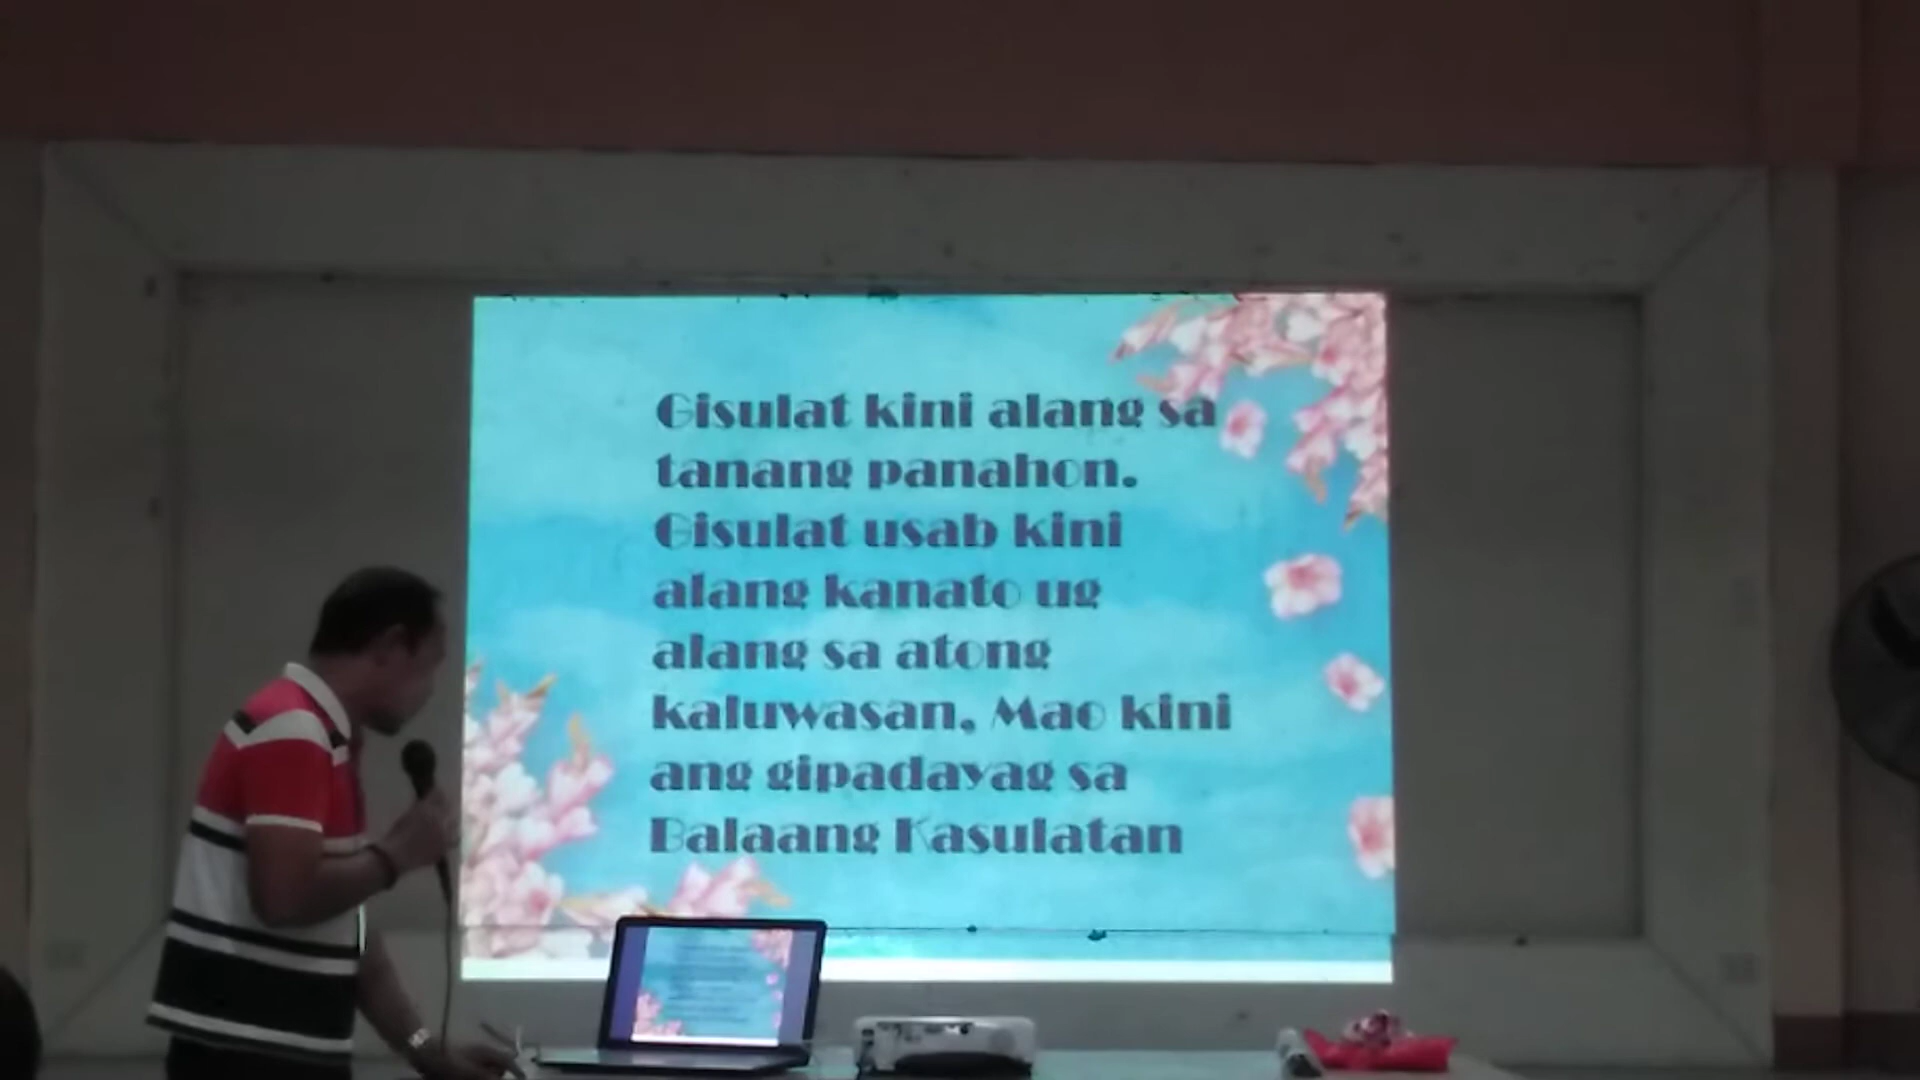 Gisulat kini alang sa
tanang panahon.
Gisulat usab kini
alang kanato ug
alang sa atong
kaluwasan. Mao kini
ang gipadayag sa
Balaang Kasulatan